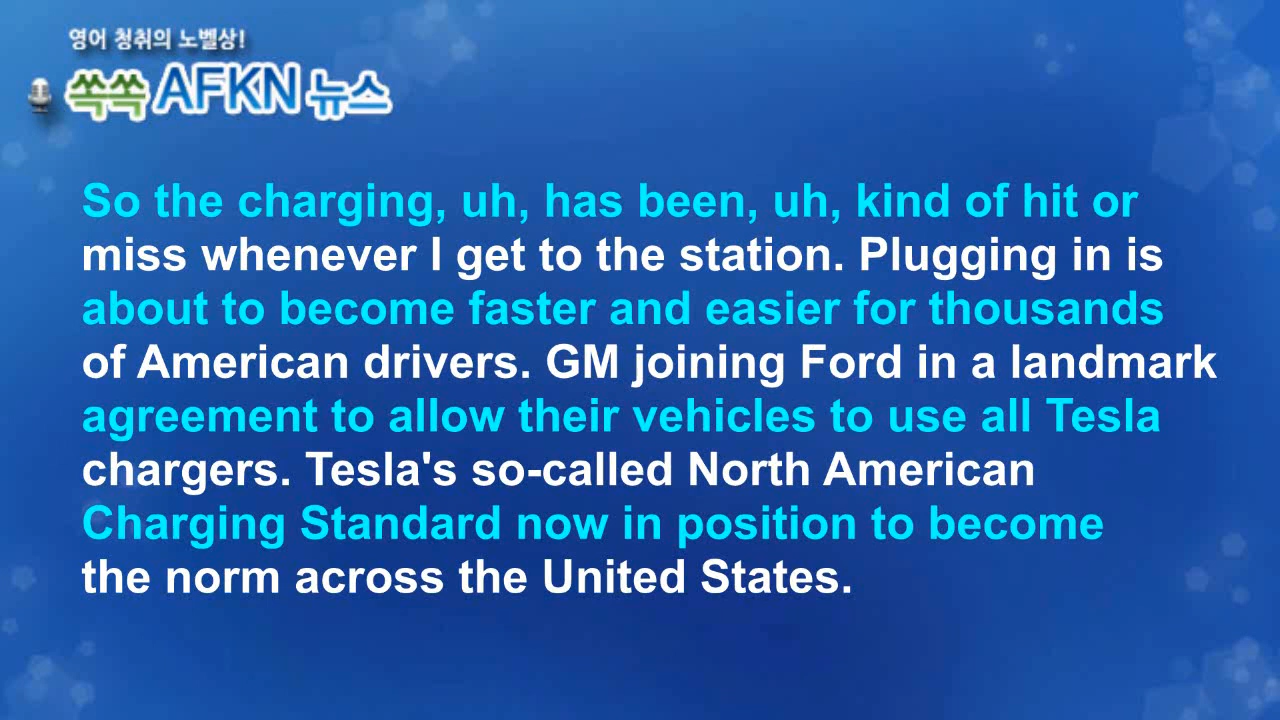 영어 청취의 노벨상!
쏙쏙 AFKN 뉴스
So the charging, uh, has been, uh, kind of hit or
miss whenever I get to the station. Plugging in is
about to become faster and easier for thousands
of American drivers. GM joining Ford in a landmark
agreement to allow their vehicles to use all Tesla
chargers. Tesla's so-called North American
Charging Standard now in position to become
the norm across the United States.